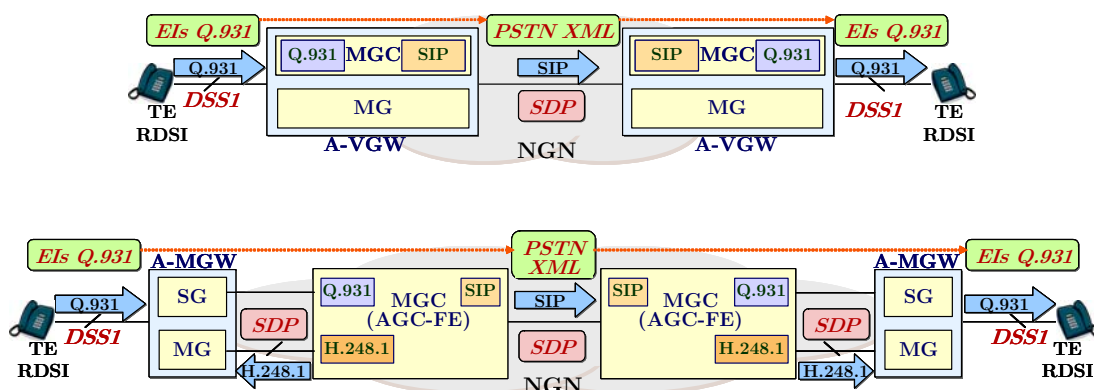 EIs Q.931
PSTN XML
EIs Q.931
Q.931
MGC
SIP
SIP
MGC
Q.931
Q.931
SIP
Q.931
DSS1
DSS1
TE
RDSI
MG
SDP
MG
TE
RDSI
A-VGW
NGN
A-VGW
EIs Q.931
PSTN
XML
EIs Q.931
A-MGW
A-MGW
SG
Q.931
SIP
MGC
(AGC-FE)
SIP
SIP
Q.931
MGC
(AGC-FE)
SG
Q.931
Q.931
DSS1
SDP
SDP
SDP
DSS1
MG
H.248.1
H.248.1
MG
TE
RDSI
H.248.1
H.248.1
TE
RDSI
NGN